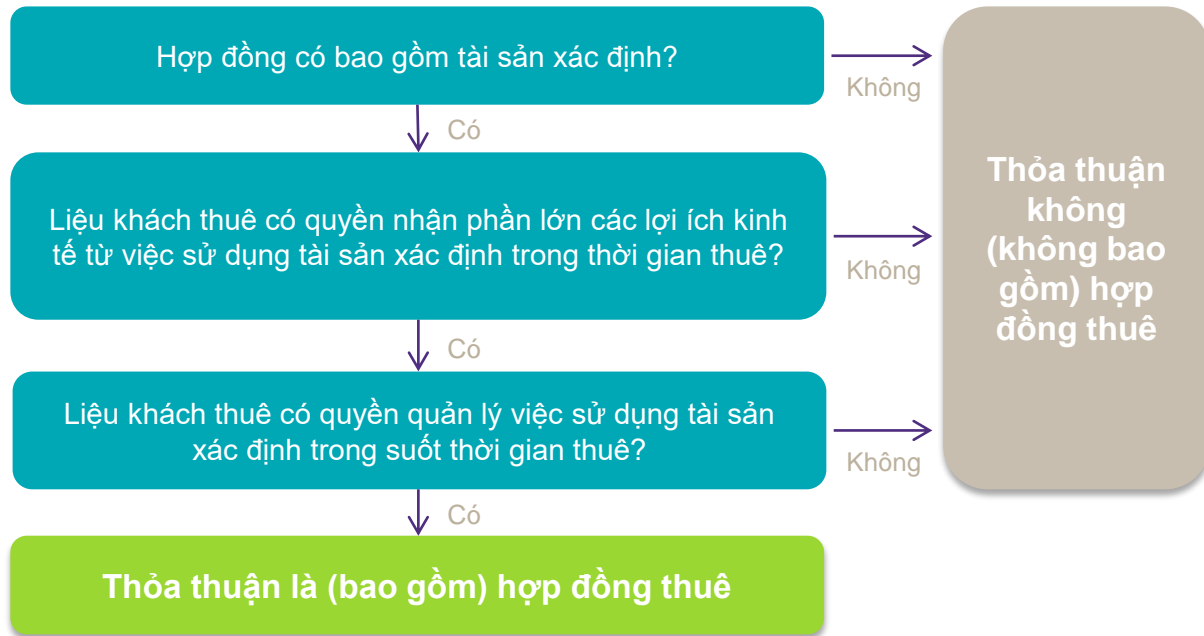 Hợp đồng có bao gồm tài sản xác định?
Không
Có
Liệu khách thuê có quyền nhận phần lớn các lợi ích kinh
tế từ việc sử dụng tài sản xác định trong thời gian thuê?
Không
Có
Liệu khách thuê có quyền quản lý việc sử dụng tài sản
xác định trong suốt thời gian thuê?
Không
Có
Thỏa thuận là (bao gồm) hợp đồng thuê
Thỏa thuận
không
(không bao
gồm) hợp
đồng thuê